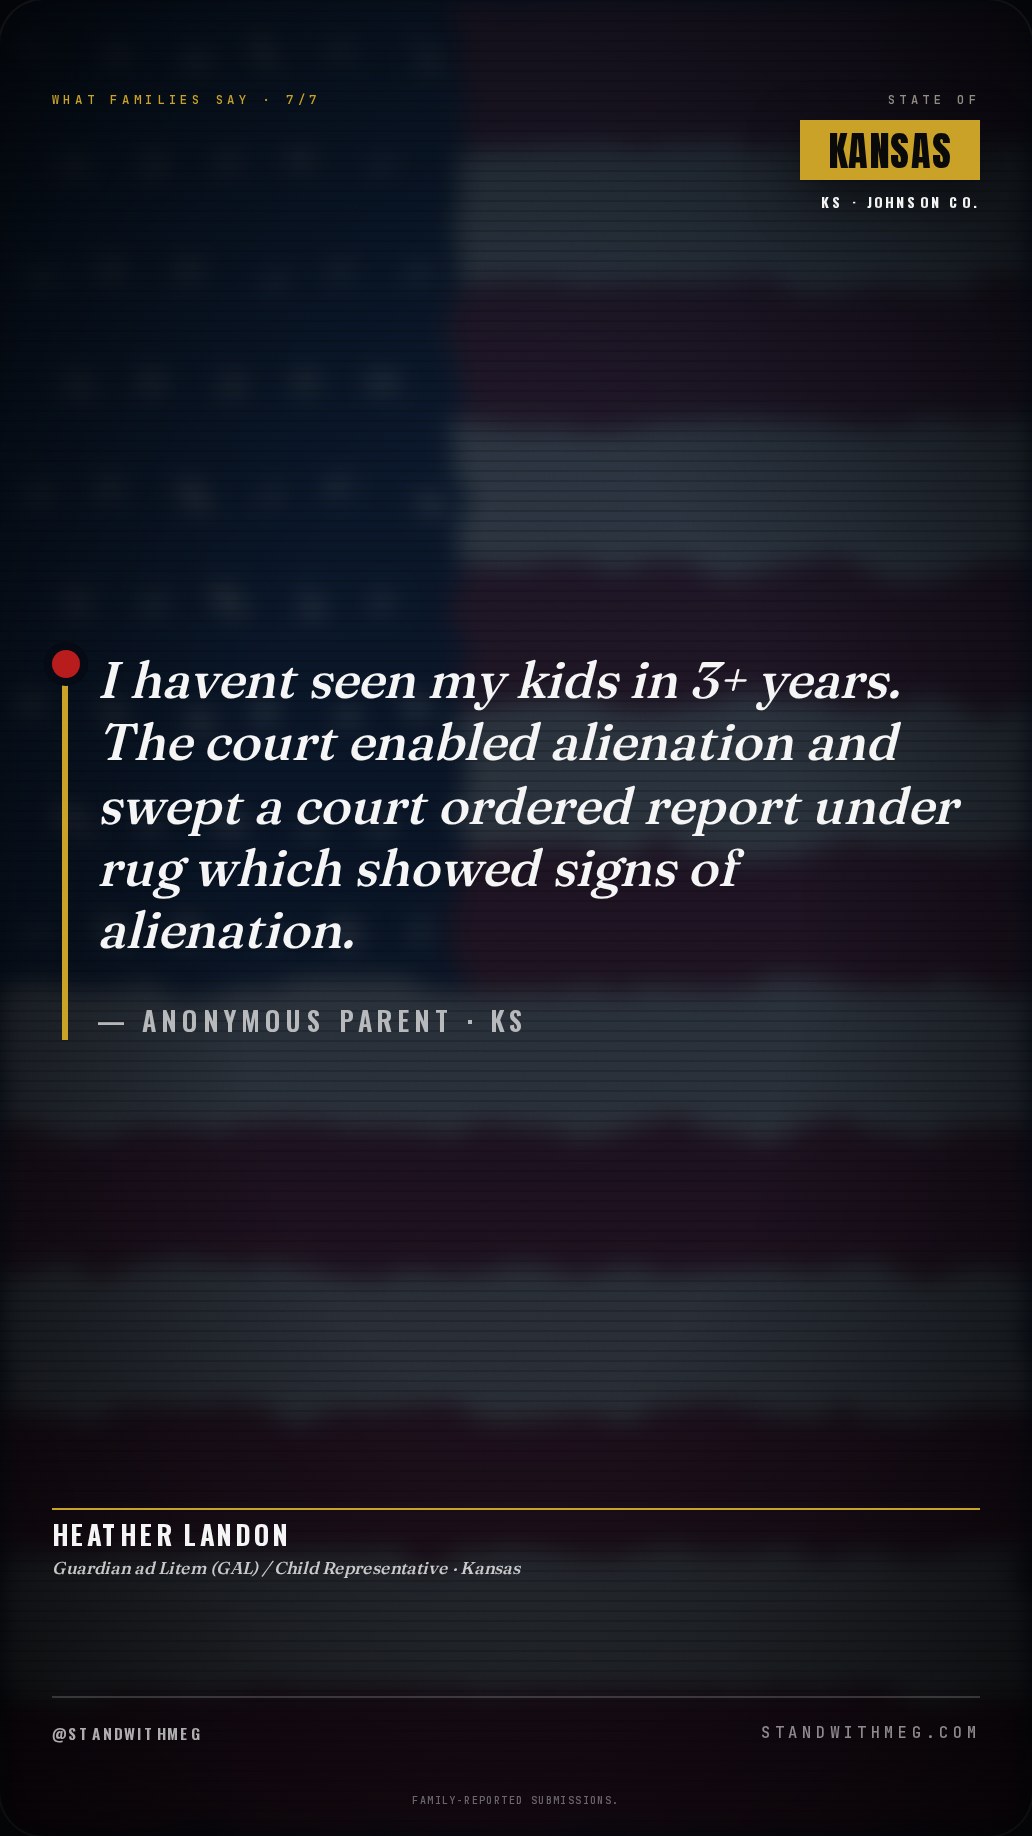 WHAT FAMILIES SAY · 7/7
STATE OF
KANSAS
KS · JOHNSON CO.
I havent seen my kids in 3+ years.
The court enabled alienation and
swept a court ordered report under
rug which showed signs of
alienation.
— ANONYMOUS PARENT · KS
HEATHER LANDON
Guardian ad Litem (GAL) / Child Representative · Kansas
@STANDWITHMEG
STANDWITHMEG.COM
FAMILY-REPORTED SUBMISSIONS.